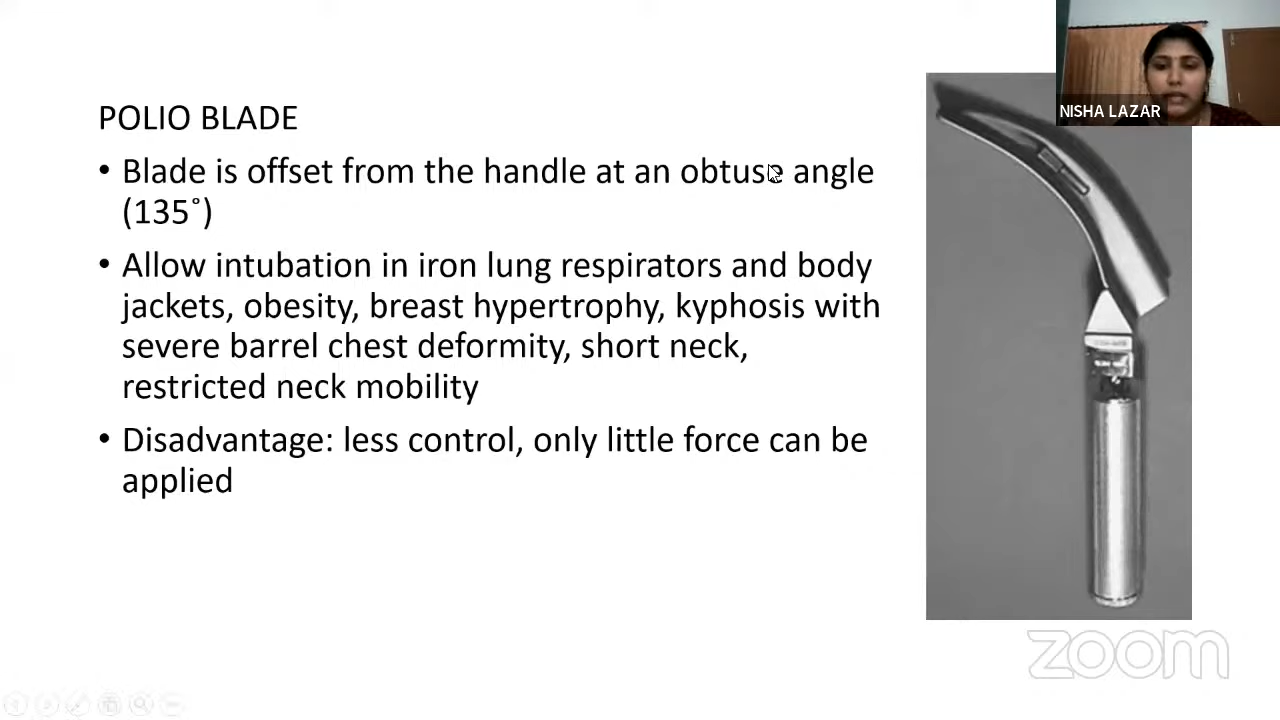 NISHA LAZAR
POLIO BLADE
• Blade is offset from the handle at an obtuse angle
(135˚)
• Allow intubation in iron lung respirators and body
jackets, obesity, breast hypertrophy, kyphosis with
severe barrel chest deformity, short neck,
restricted neck mobility
• Disadvantage: less control, only little force can be
applied
zoom